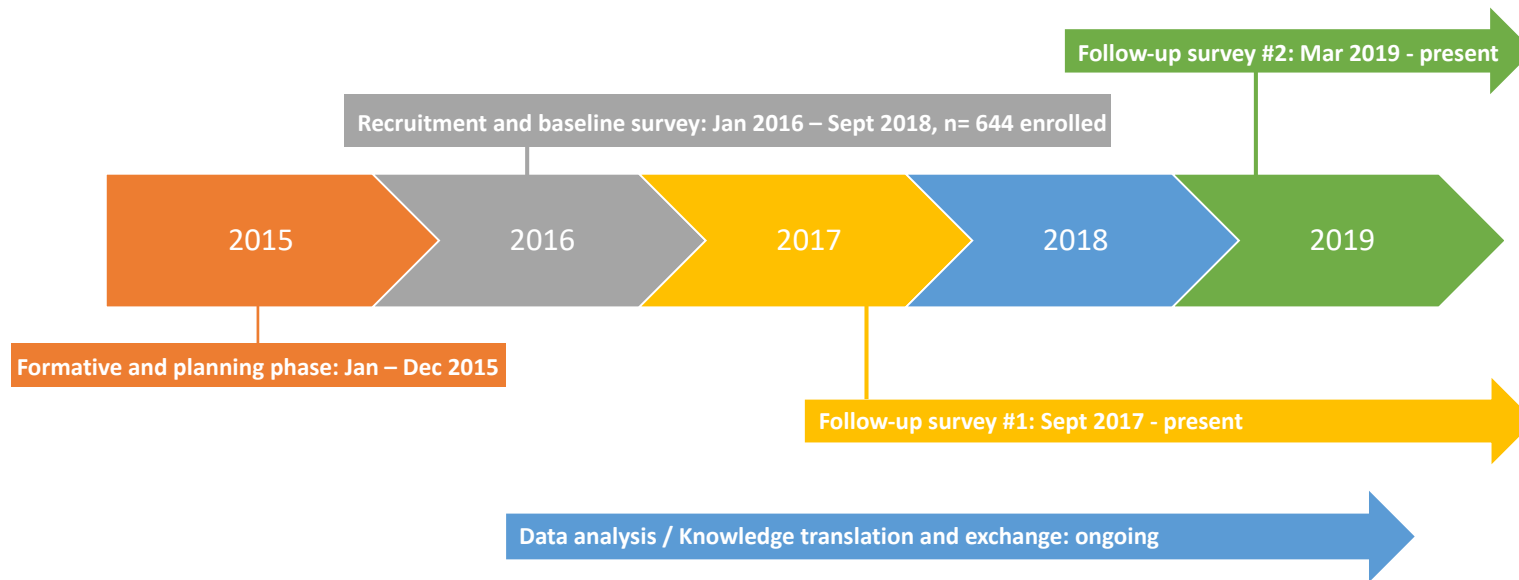 Follow-up survey #2: Mar 2019 - present
Recruitment and baseline survey: Jan 2016 – Sept 2018, n= 644 enrolled
2015
2016
2017
2018
2019
Formative and planning phase: Jan – Dec 2015
Follow-up survey #1: Sept 2017 - present
Data analysis / Knowledge translation and exchange: ongoing